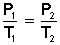 P₁/T₁ = P₂/T₂